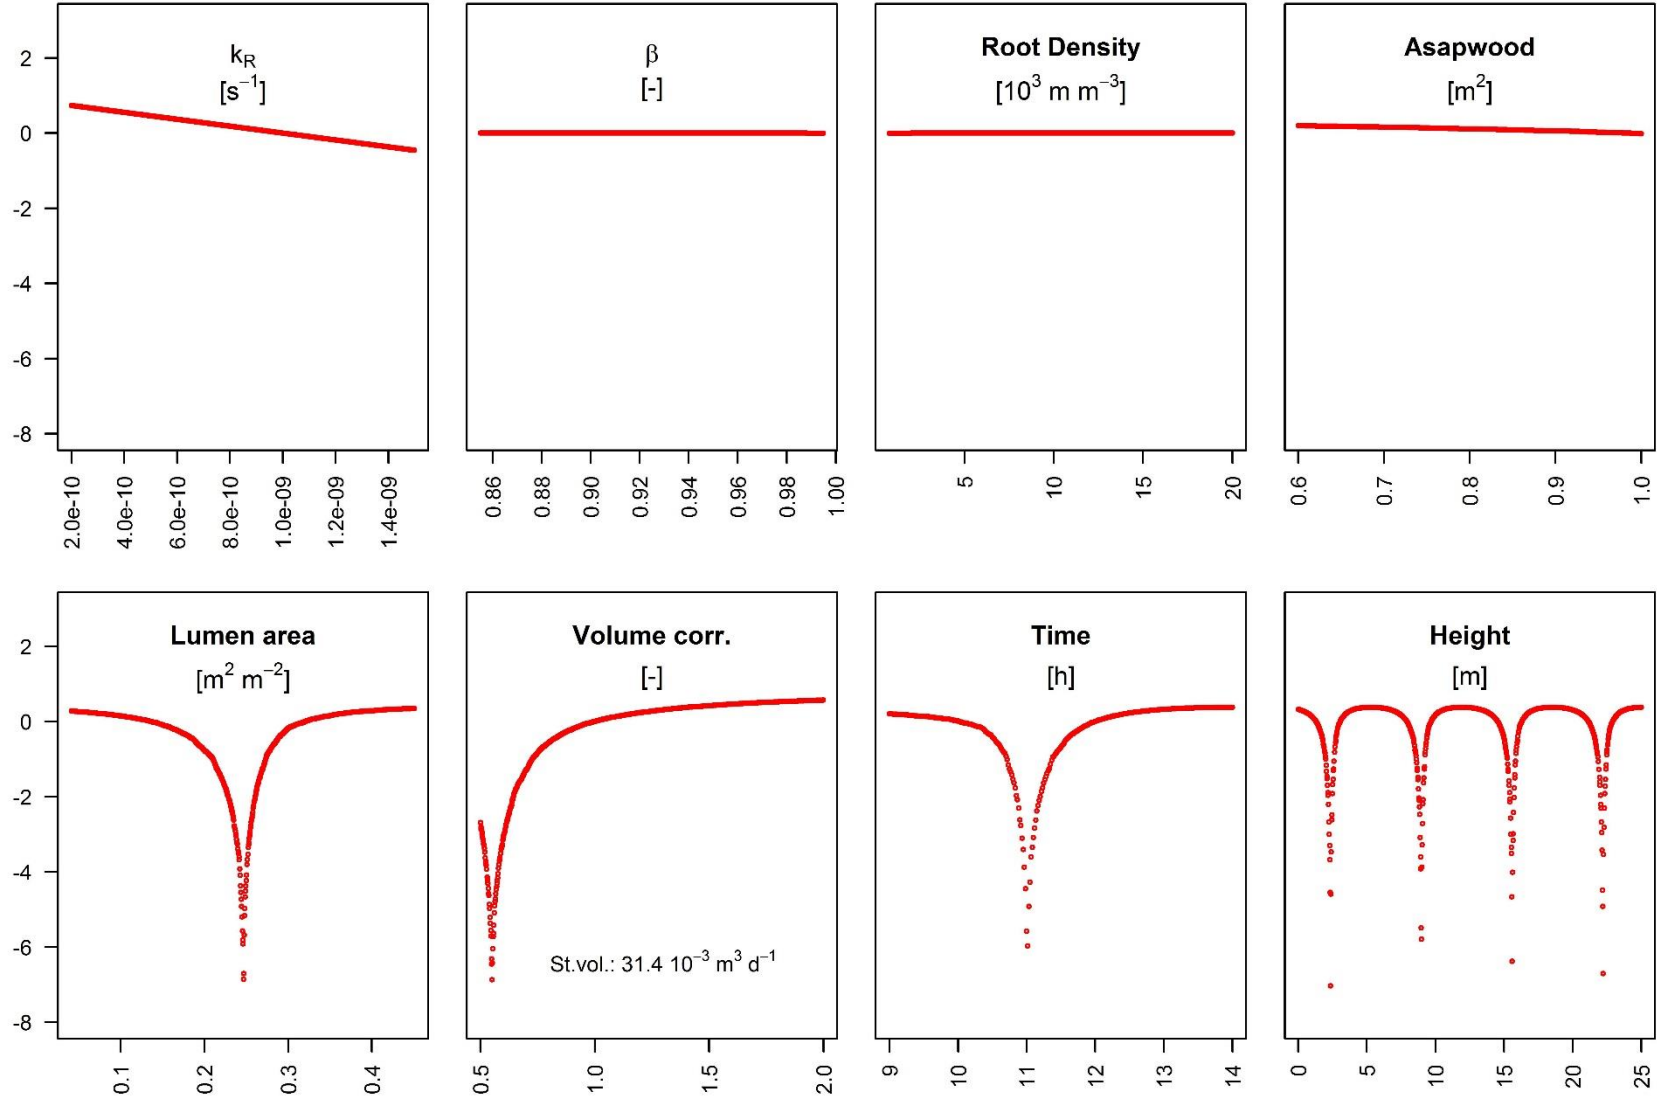 k_R
[s⁻¹]
β
[-]
Root Density
[10³ m m⁻³]
Asapwood
[m²]
2
0
-2
-4
-6
-8
2.0e-10 4.0e-10 6.0e-10 8.0e-10 1.0e-09 1.2e-09 1.4e-09
0.86 0.88 0.90 0.92 0.94 0.96 0.98 1.00
5 10 15 20
0.6 0.7 0.8 0.9 1.0
Lumen area
[m² m⁻²]
Volume corr.
[-]
Time
[h]
Height
[m]
2
0
-2
-4
-6
-8
St.vol.: 31.4 10⁻³ m³ d⁻¹
0.1 0.2 0.3 0.4
0.5 1.0 1.5 2.0
9 10 11 12 13 14
0 5 10 15 20 25